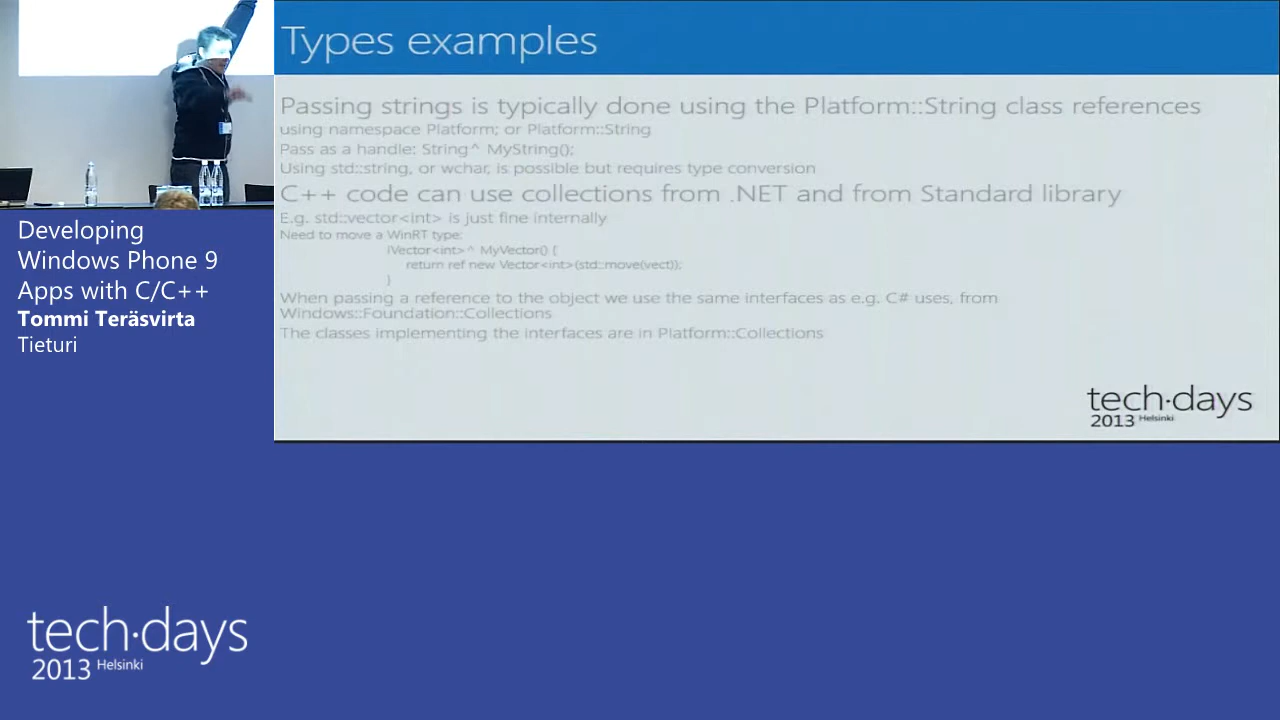 Types examples
Passing strings is typically done using the Platform::String class references
using namespace Platform; or Platform::String
Pass as a handle: String^ MyString();
Using std::string, or wchar, is possible but requires type conversion
C++ code can use collections from .NET and from Standard library
E.g. std::vector<int> is just fine internally
Need to move a WinRT type:
IVector<int>^ MyVector() {
return ref new Vector<int>(std::move(vect));
}
When passing a reference to the object we use the same interfaces as e.g. C# uses, from
Windows::Foundation::Collections
The classes implementing the interfaces are in Platform::Collections
tech·days
2013 Helsinki
Developing
Windows Phone 9
Apps with C/C++
Tommi Teräsvirta
Tieturi
tech·days
2013 Helsinki